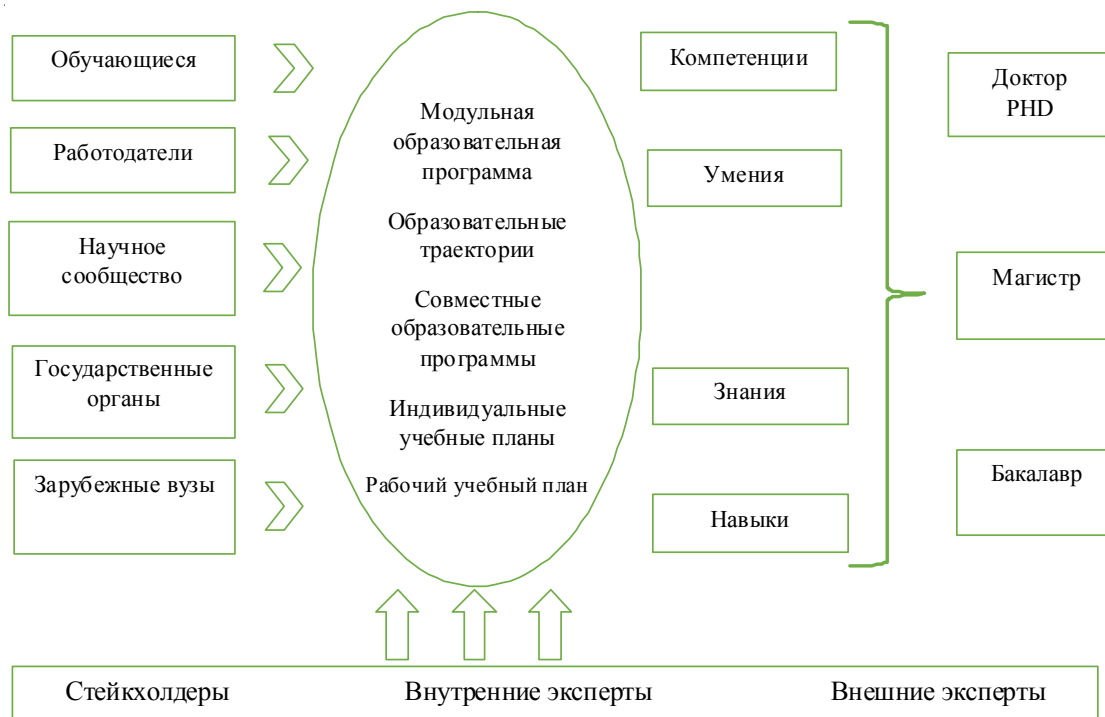 Обучающиеся
Работодатели
Научное
сообщество
Государственные
органы
Зарубежные вузы
Модульная
образовательная
программа
Образовательные
траектории
Совместные
образовательные
программы
Индивидуальные
учебные планы
Рабочий учебный план
Компетенции
Умения
Знания
Навыки
Доктор
PHD
Магистр
Бакалавр
Стейкхолдеры Внутренние эксперты Внешние эксперты